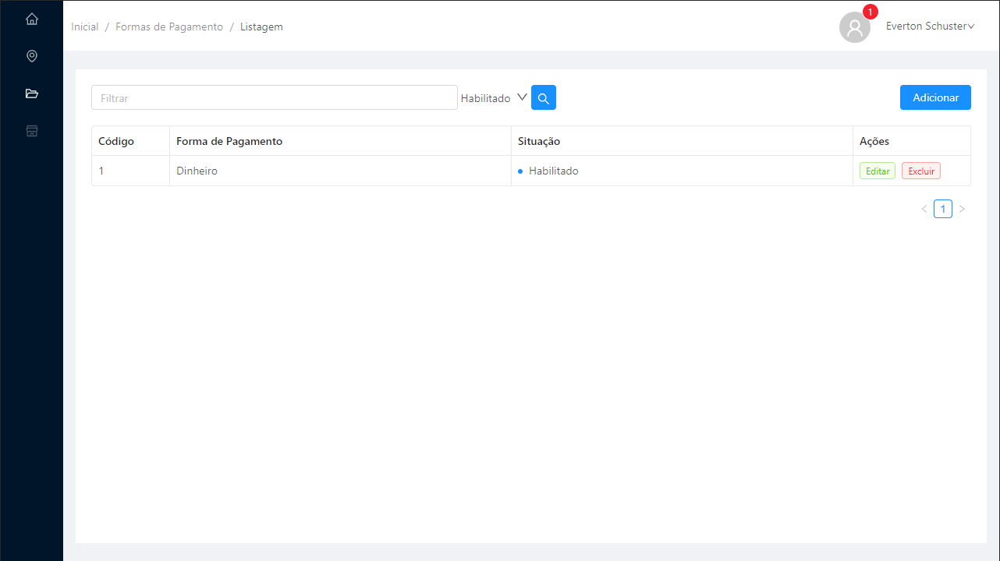 Inicial / Formas de Pagamento / Listagem
1
Everton Schuster
Filtrar
Habilitado
Adicionar
Código Forma de Pagamento Situação Ações
1 Dinheiro Habilitado Editar Excluir
< 1 >